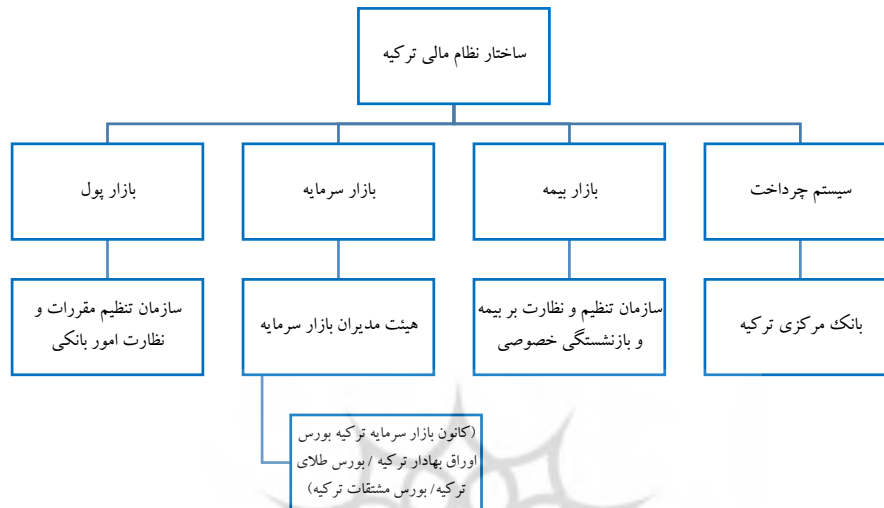 ساختار نظام مالی ترکیه
سیستم چرداخت
بازار بیمه
بازار سرمایه
بازار پول
بانک مرکزی ترکیه
سازمان تنظیم و نظارت بر بیمه
و بازنشستگی خصوصی
هیئت مدیران بازار سرمایه
سازمان تنظیم مقررات و
نظارت امور بانکی
(کانون بازار سرمایه ترکیه بورس
اوراق بهادار ترکیه / بورس طلای
ترکیه/ بورس مشتقات ترکیه)